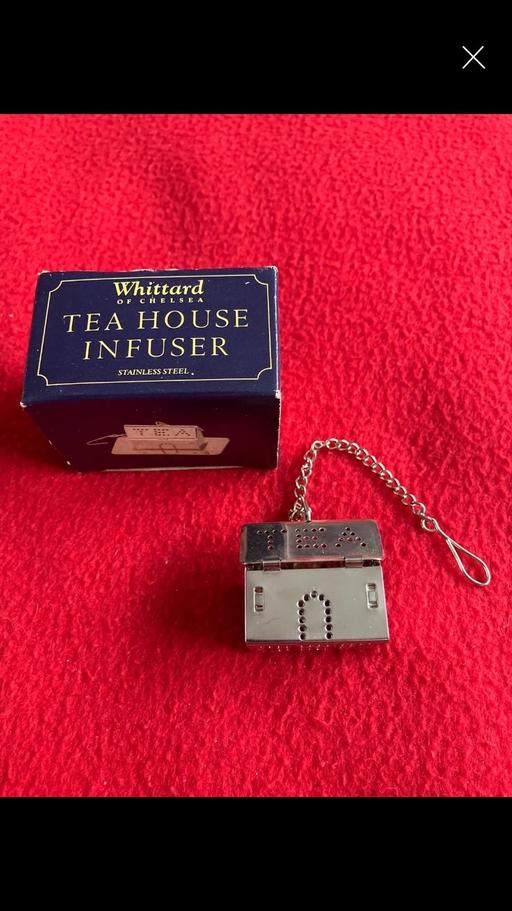 Whittard
OF CHELSEA
TEA HOUSE
INFUSER
STAINLESS STEEL
TEA
TEA